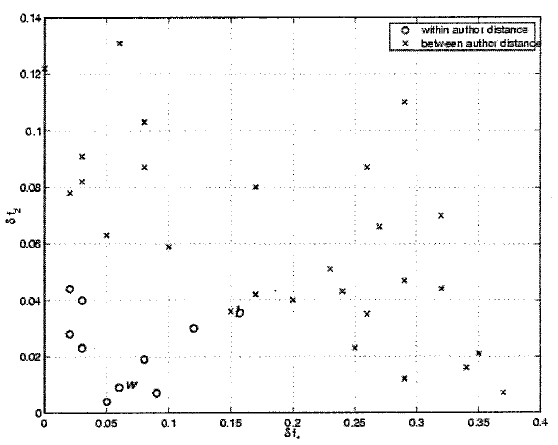 0.14
0.12
0.1
0.08
0.06
0.04
0.02
0
δf₂
○ within author distance
× between author distance
b
w
0 0.05 0.1 0.15 0.2 0.25 0.3 0.35 0.4
δf₁